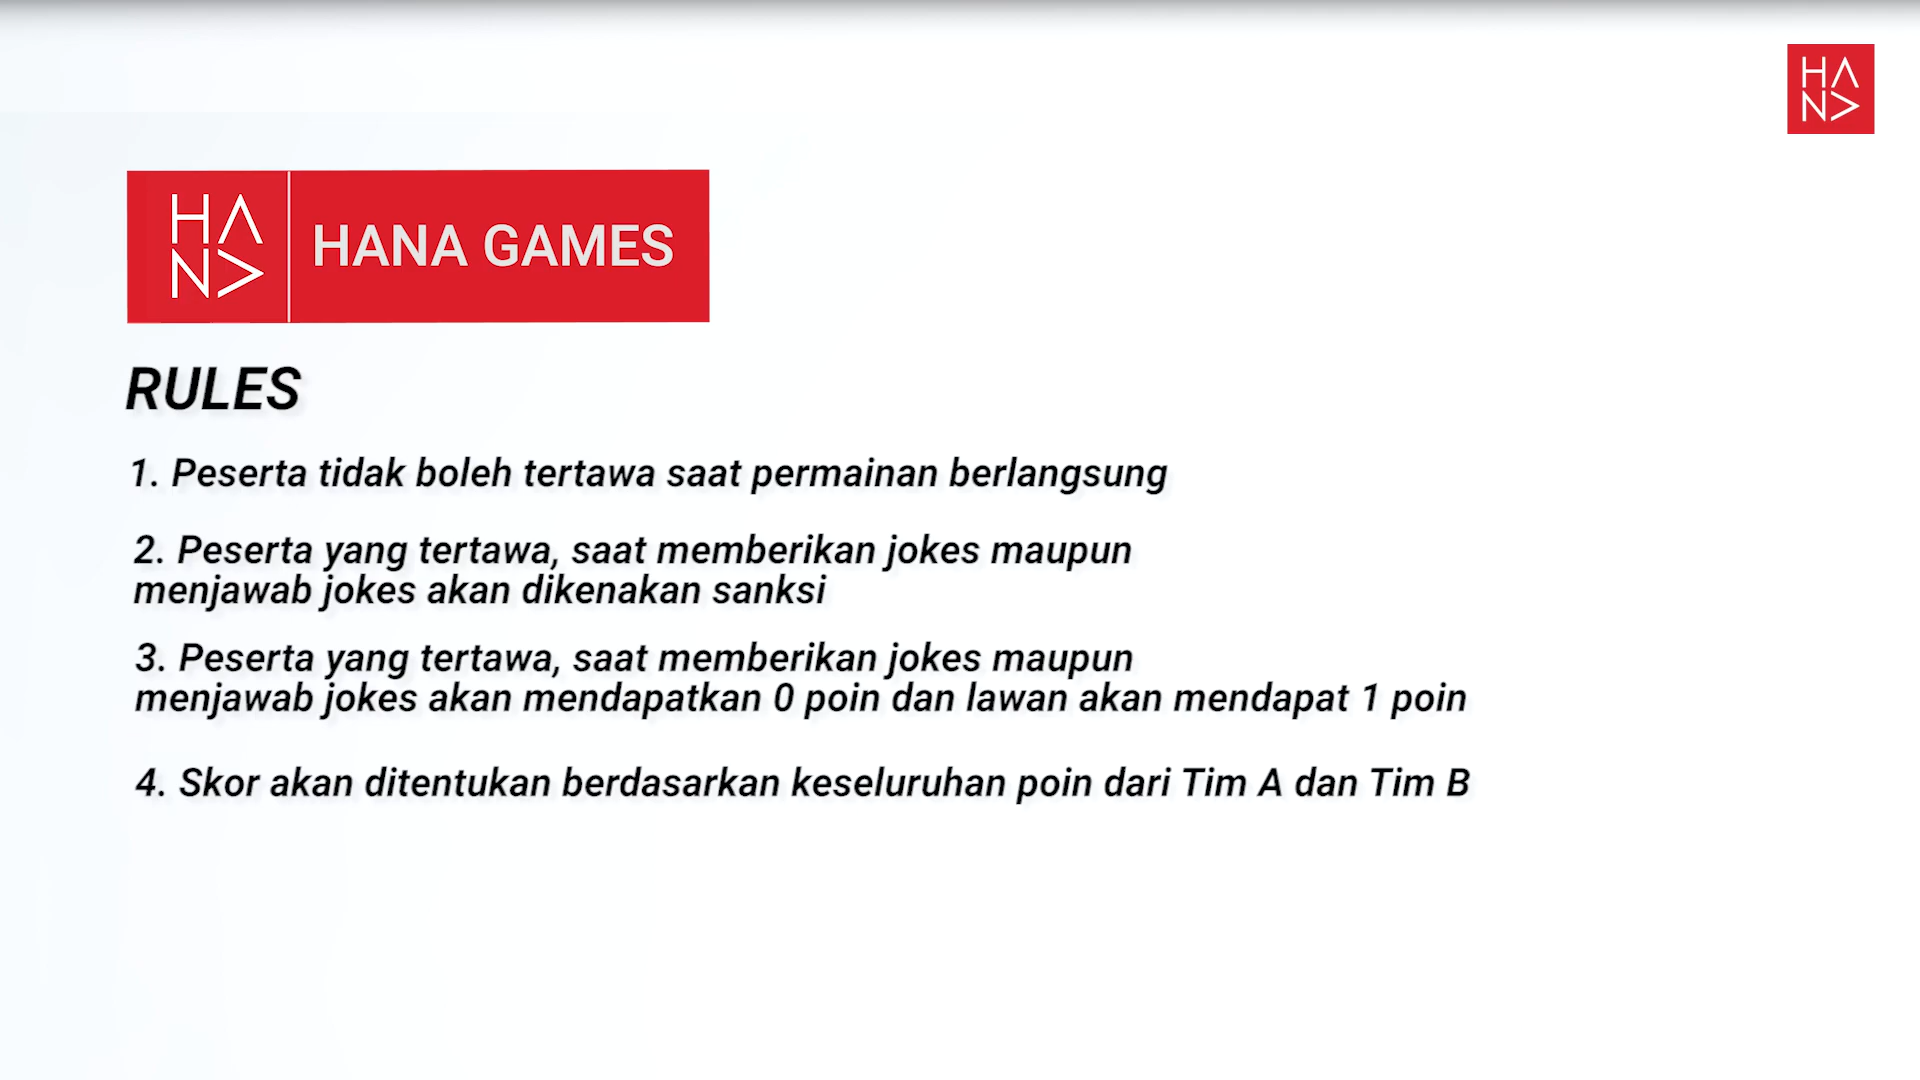 HANA
HANA
HANA GAMES
RULES
1. Peserta tidak boleh tertawa saat permainan berlangsung
2. Peserta yang tertawa, saat memberikan jokes maupun
menjawab jokes akan dikenakan sanksi
3. Peserta yang tertawa, saat memberikan jokes maupun
menjawab jokes akan mendapatkan 0 poin dan lawan akan mendapat 1 poin
4. Skor akan ditentukan berdasarkan keseluruhan poin dari Tim A dan Tim B